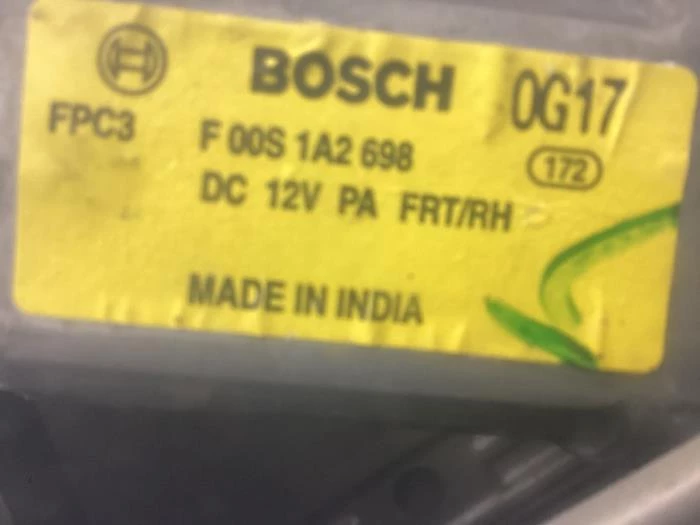 BOSCH 0G17
FPC3 F 00S 1A2 698
172
DC 12V PA FRT/RH
MADE IN INDIA